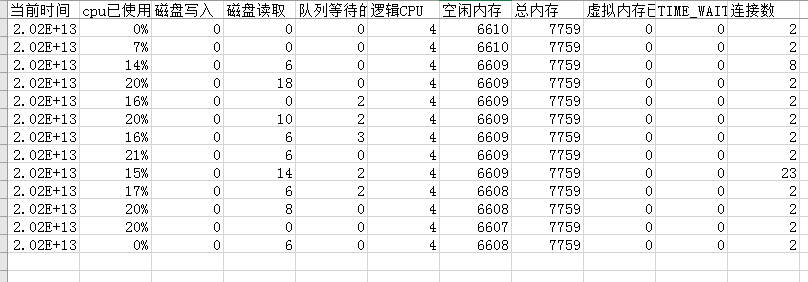 当前时间 cpu已使用 磁盘写入 磁盘读取 队列等待的 逻辑CPU 空闲内存 总内存 虚拟内存已 TIME_WAIT 连接数
2.02E+13 0% 0 0 0 4 6610 7759 0 0 2
2.02E+13 7% 0 0 0 4 6610 7759 0 0 2
2.02E+13 14% 0 6 0 4 6609 7759 0 0 8
2.02E+13 20% 0 18 0 4 6609 7759 0 0 2
2.02E+13 16% 0 0 2 4 6609 7759 0 0 2
2.02E+13 20% 0 10 2 4 6609 7759 0 0 2
2.02E+13 16% 0 6 3 4 6609 7759 0 0 2
2.02E+13 21% 0 6 0 4 6609 7759 0 0 2
2.02E+13 15% 0 14 2 4 6609 7759 0 0 23
2.02E+13 17% 0 6 2 4 6608 7759 0 0 2
2.02E+13 20% 0 8 0 4 6608 7759 0 0 2
2.02E+13 20% 0 0 0 4 6607 7759 0 0 2
2.02E+13 0% 0 6 0 4 6608 7759 0 0 2